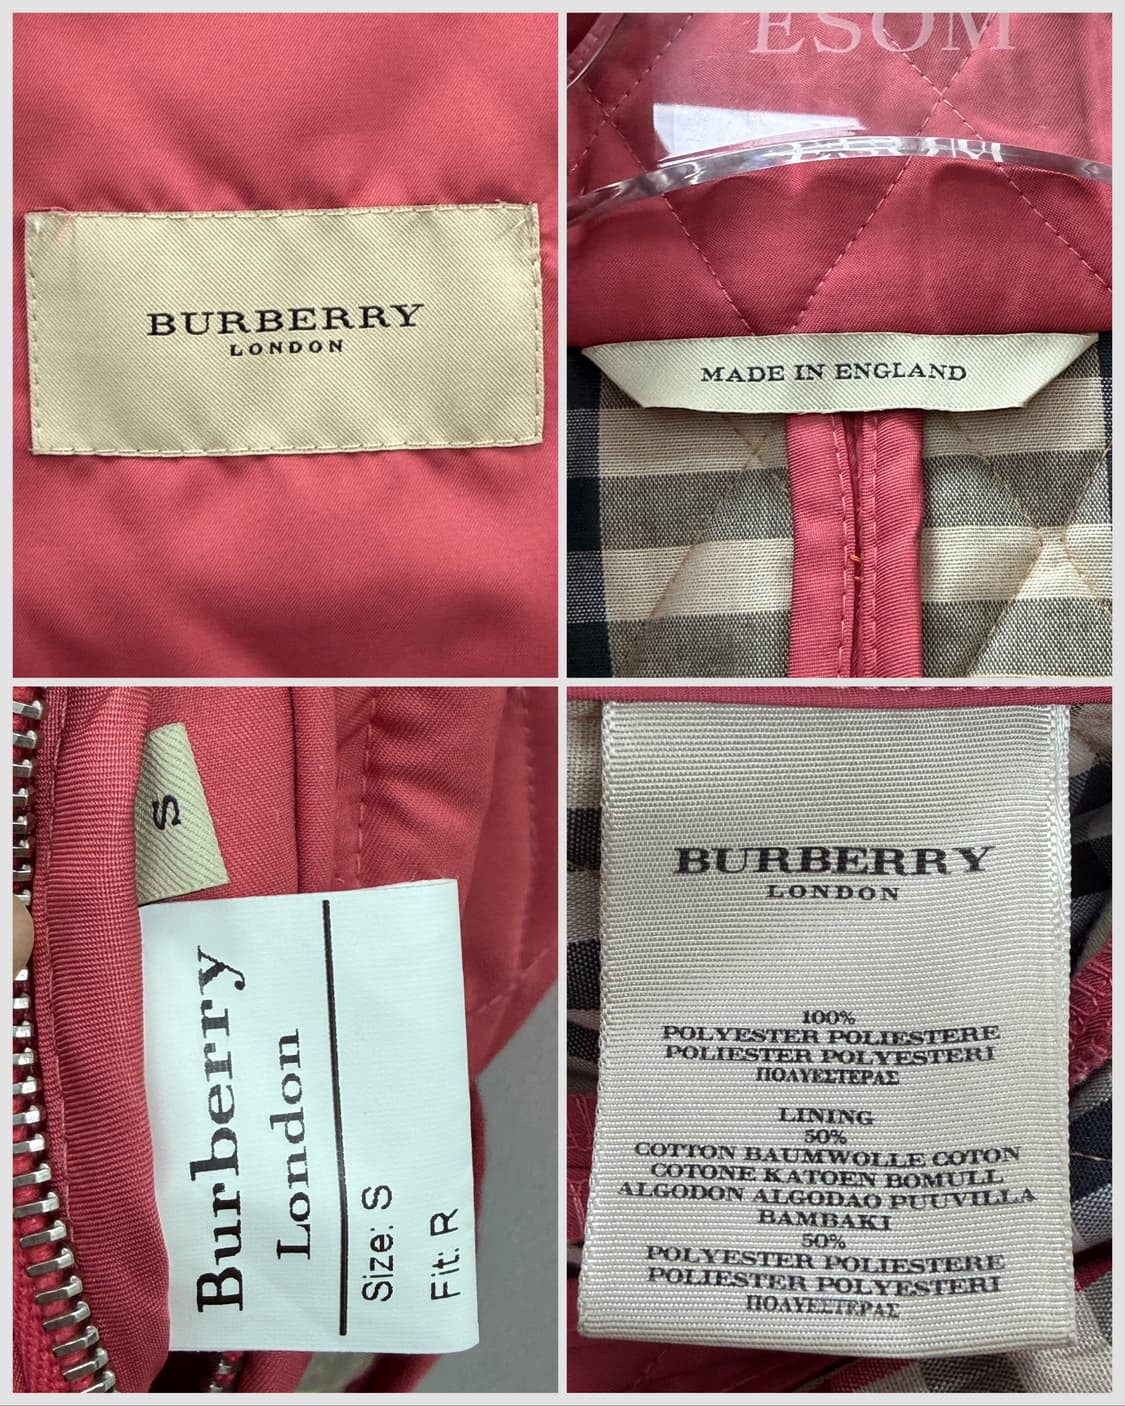 BURBERRY
LONDON
ESOM
MADE IN ENGLAND
S
Burberry
London
Size: S
Fit: R
BURBERRY
LONDON
100%
POLYESTER POLIESTERE
POLIESTER POLYESTERI
ΠΟΛΥΕΣΤΕΡΑΣ
LINING
50%
COTTON BAUMWOLLE COTON
COTONE KATOEN BOMULL
ALGODON ALGODAO PUUVILLA
BAMBAKI
50%
POLYESTER POLIESTERE
POLIESTER POLYESTERI
ΠΟΛΥΕΣΤΕΡΑΣ